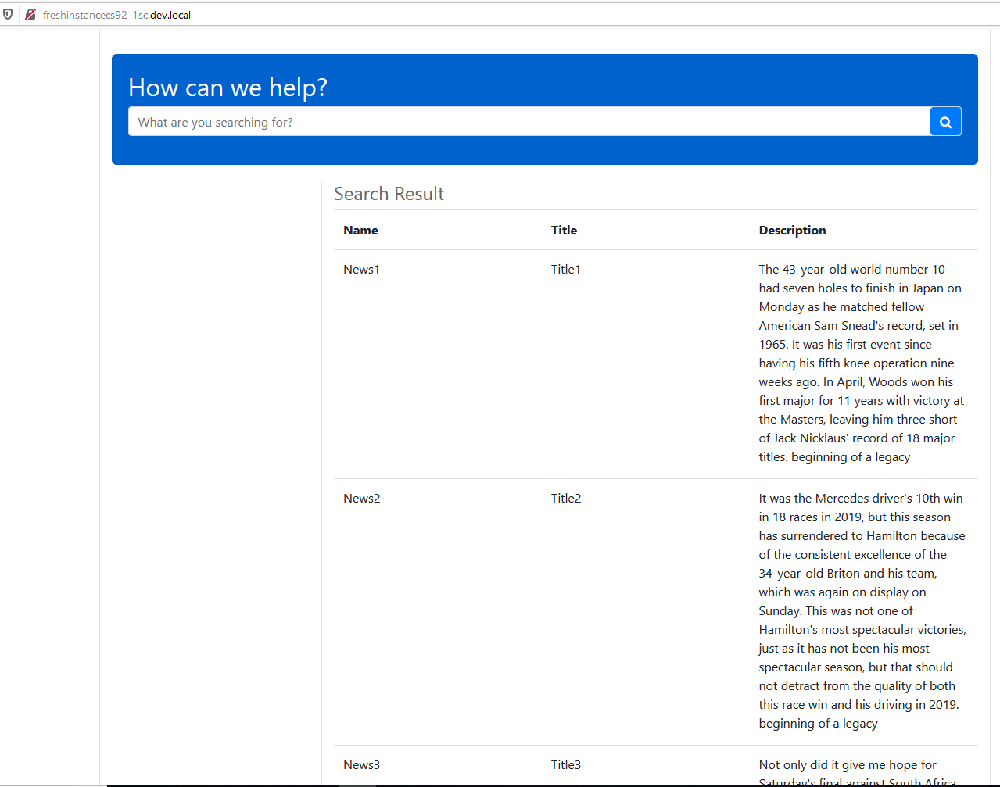 freshinstancecs92_1sc.dev.local
How can we help?
What are you searching for?
Search Result
Name Title Description
News1 Title1 The 43-year-old world number 10
had seven holes to finish in Japan on
Monday as he matched fellow
American Sam Snead's record, set in
1965. It was his first event since
having his fifth knee operation nine
weeks ago. In April, Woods won his
first major for 11 years with victory at
the Masters, leaving him three short
of Jack Nicklaus' record of 18 major
titles. beginning of a legacy
News2 Title2 It was the Mercedes driver's 10th win
in 18 races in 2019, but this season
has surrendered to Hamilton because
of the consistent excellence of the
34-year-old Briton and his team,
which was again on display on
Sunday. This was not one of
Hamilton's most spectacular victories,
just as it has not been his most
spectacular season, but that should
not detract from the quality of both
this race win and his driving in 2019.
beginning of a legacy
News3 Title3 Not only did it give me hope for
Saturday's final against South Africa